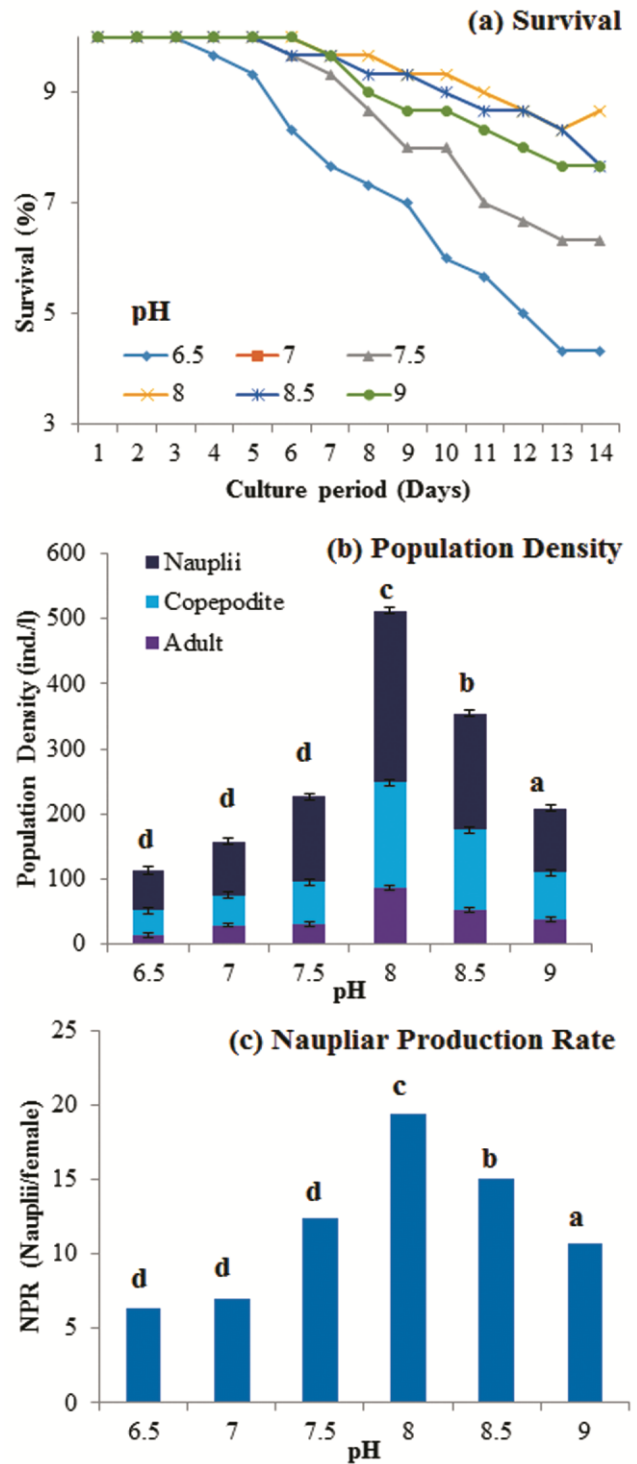 (a) Survival
9
7
5
3
Survival (%)
pH
6.5 7 7.5
8 8.5 9
1 2 3 4 5 6 7 8 9 10 11 12 13 14
Culture period (Days)
(b) Population Density
600
500
400
300
200
100
0
Population Density (ind./l)
Nauplii
Copepodite
Adult
d d d c b a
6.5 7 7.5 8 8.5 9
pH
(c) Naupliar Production Rate
25
20
15
10
5
0
NPR (Nauplii/female)
d d d c b a
6.5 7 7.5 8 8.5 9
pH